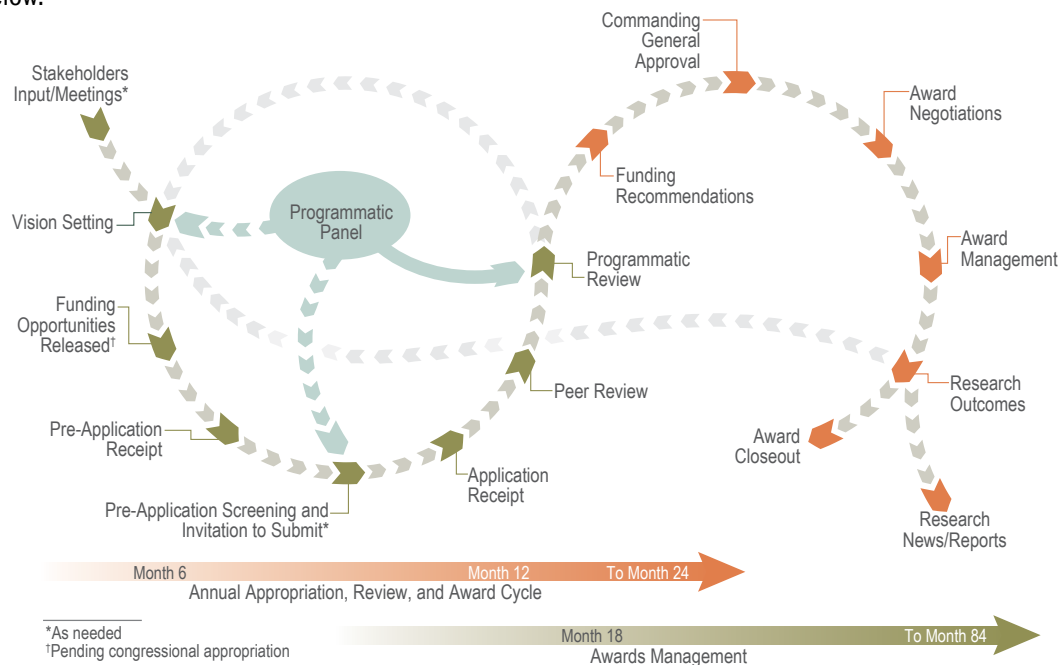 elow.
Commanding
General
Approval
Stakeholders
Input/Meetings*
Award
Negotiations
Funding
Recommendations
Programmatic
Panel
Vision Setting
Award
Management
Programmatic
Review
Funding
Opportunities
Released†
Peer Review
Research
Outcomes
Pre-Application
Receipt
Award
Closeout
Application
Receipt
Pre-Application Screening and
Invitation to Submit*
Research
News/Reports
Month 6
Month 12
To Month 24
Annual Appropriation, Review, and Award Cycle
*As needed
†Pending congressional appropriation
Month 18
To Month 84
Awards Management